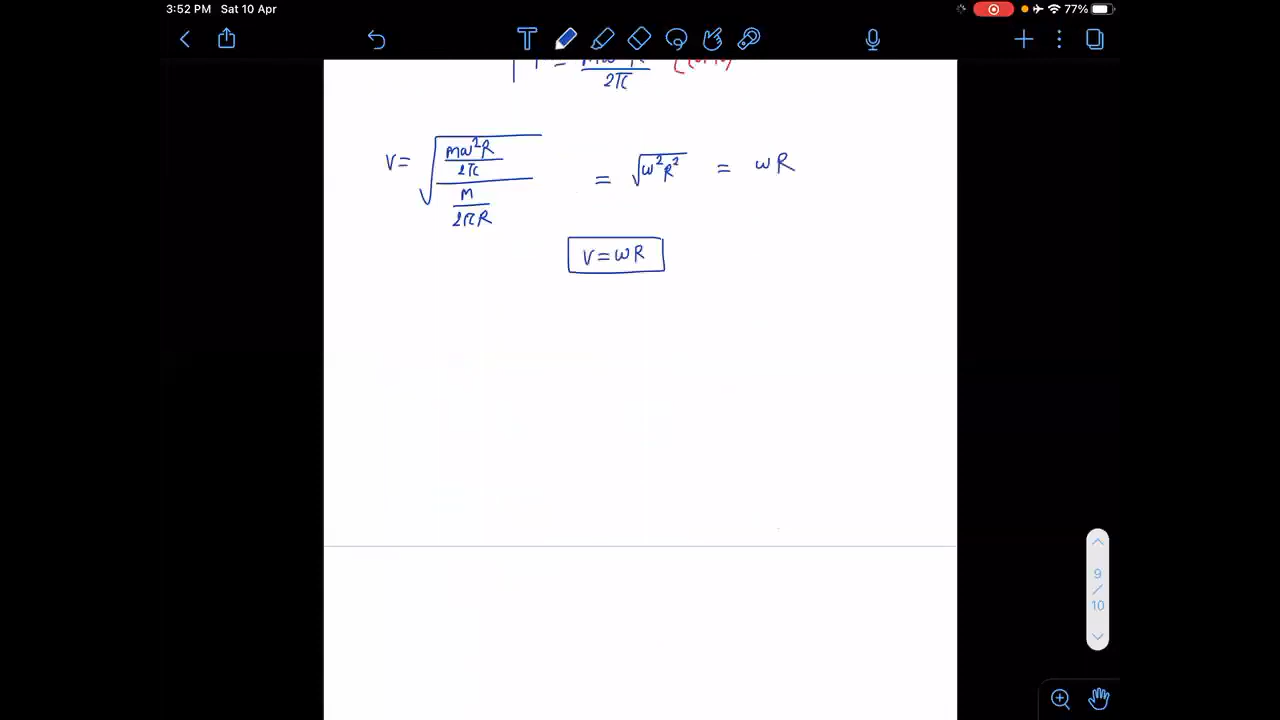 3:52 PM Sat 10 Apr
77%
= 2π
v = √((mω²R/2π)/(M/2πR)) = √(ω²R²) = ωR
v = ωR
9
/
10